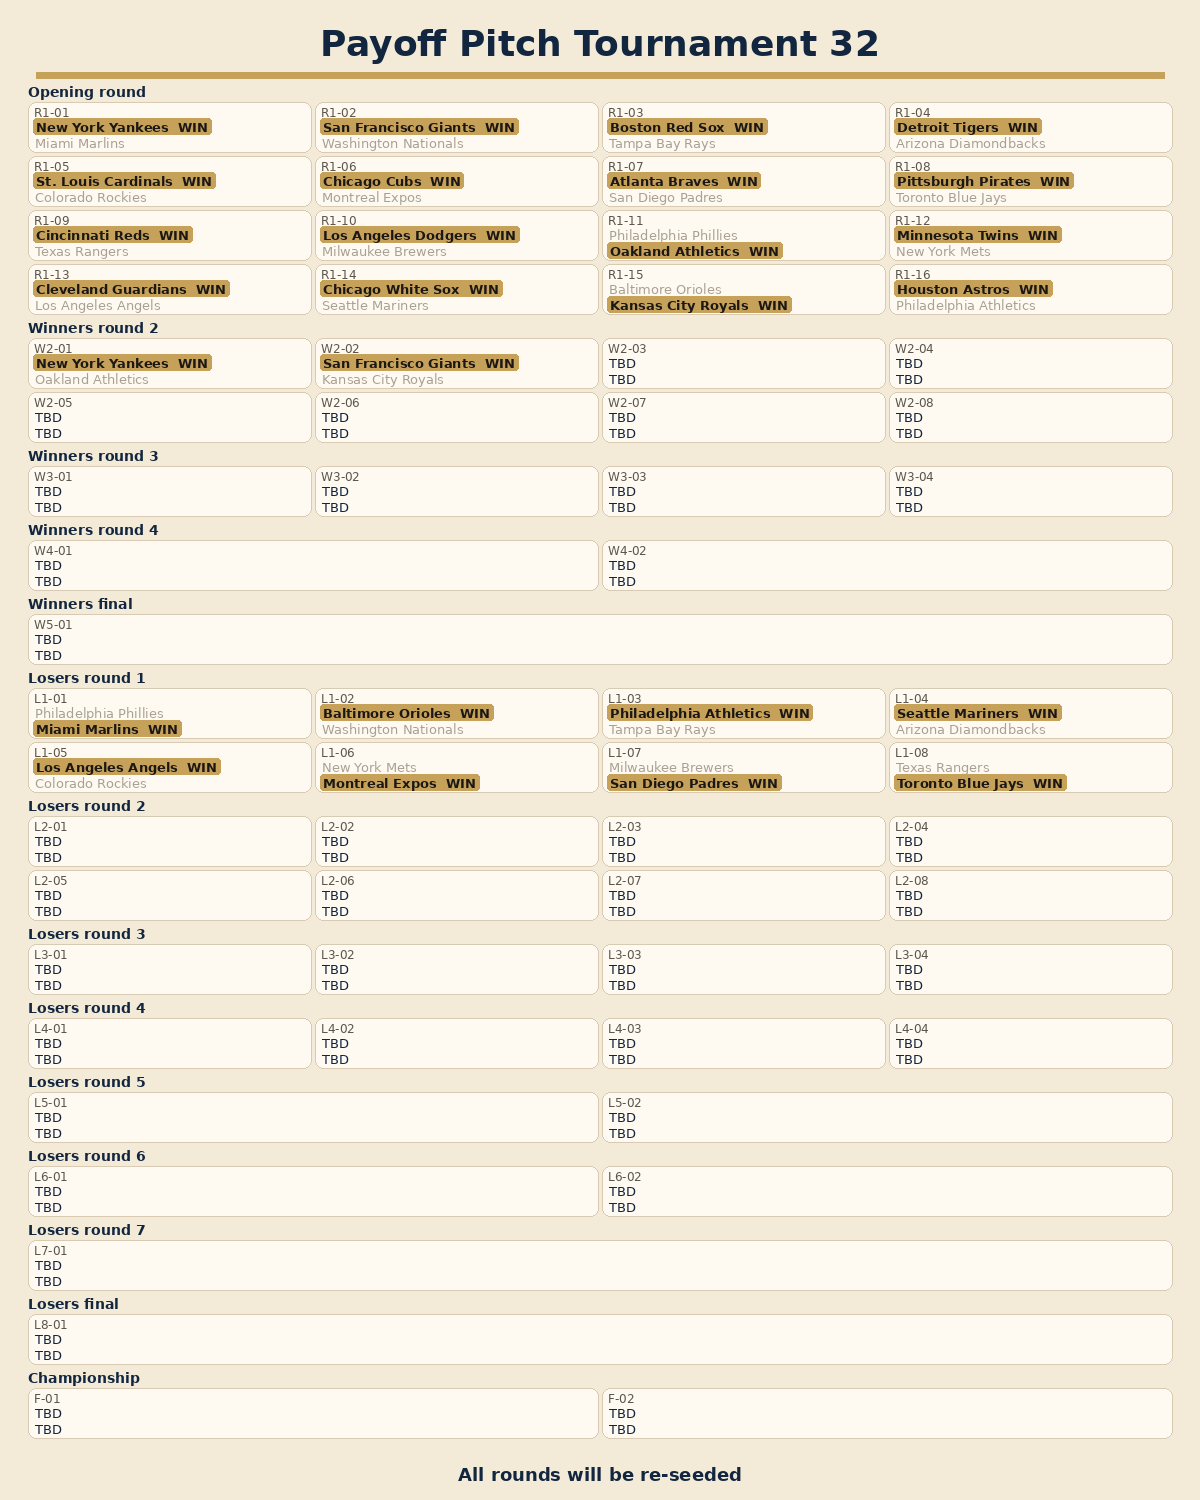 Payoff Pitch Tournament 32
Opening round
R1-01
New York Yankees WIN
Miami Marlins
R1-02
San Francisco Giants WIN
Washington Nationals
R1-03
Boston Red Sox WIN
Tampa Bay Rays
R1-04
Detroit Tigers WIN
Arizona Diamondbacks
R1-05
St. Louis Cardinals WIN
Colorado Rockies
R1-06
Chicago Cubs WIN
Montreal Expos
R1-07
Atlanta Braves WIN
San Diego Padres
R1-08
Pittsburgh Pirates WIN
Toronto Blue Jays
R1-09
Cincinnati Reds WIN
Texas Rangers
R1-10
Los Angeles Dodgers WIN
Milwaukee Brewers
R1-11
Philadelphia Phillies
Oakland Athletics WIN
R1-12
Minnesota Twins WIN
New York Mets
R1-13
Cleveland Guardians WIN
Los Angeles Angels
R1-14
Chicago White Sox WIN
Seattle Mariners
R1-15
Baltimore Orioles
Kansas City Royals WIN
R1-16
Houston Astros WIN
Philadelphia Athletics
Winners round 2
W2-01
New York Yankees WIN
Oakland Athletics
W2-02
San Francisco Giants WIN
Kansas City Royals
W2-03
TBD
TBD
W2-04
TBD
TBD
W2-05
TBD
TBD
W2-06
TBD
TBD
W2-07
TBD
TBD
W2-08
TBD
TBD
Winners round 3
W3-01
TBD
TBD
W3-02
TBD
TBD
W3-03
TBD
TBD
W3-04
TBD
TBD
Winners round 4
W4-01
TBD
TBD
W4-02
TBD
TBD
Winners final
W5-01
TBD
TBD
Losers round 1
L1-01
Philadelphia Phillies
Miami Marlins WIN
L1-02
Baltimore Orioles WIN
Washington Nationals
L1-03
Philadelphia Athletics WIN
Tampa Bay Rays
L1-04
Seattle Mariners WIN
Arizona Diamondbacks
L1-05
Los Angeles Angels WIN
Colorado Rockies
L1-06
New York Mets
Montreal Expos WIN
L1-07
Milwaukee Brewers
San Diego Padres WIN
L1-08
Texas Rangers
Toronto Blue Jays WIN
Losers round 2
L2-01
TBD
TBD
L2-02
TBD
TBD
L2-03
TBD
TBD
L2-04
TBD
TBD
L2-05
TBD
TBD
L2-06
TBD
TBD
L2-07
TBD
TBD
L2-08
TBD
TBD
Losers round 3
L3-01
TBD
TBD
L3-02
TBD
TBD
L3-03
TBD
TBD
L3-04
TBD
TBD
Losers round 4
L4-01
TBD
TBD
L4-02
TBD
TBD
L4-03
TBD
TBD
L4-04
TBD
TBD
Losers round 5
L5-01
TBD
TBD
L5-02
TBD
TBD
Losers round 6
L6-01
TBD
TBD
L6-02
TBD
TBD
Losers round 7
L7-01
TBD
TBD
Losers final
L8-01
TBD
TBD
Championship
F-01
TBD
TBD
F-02
TBD
TBD
All rounds will be re-seeded